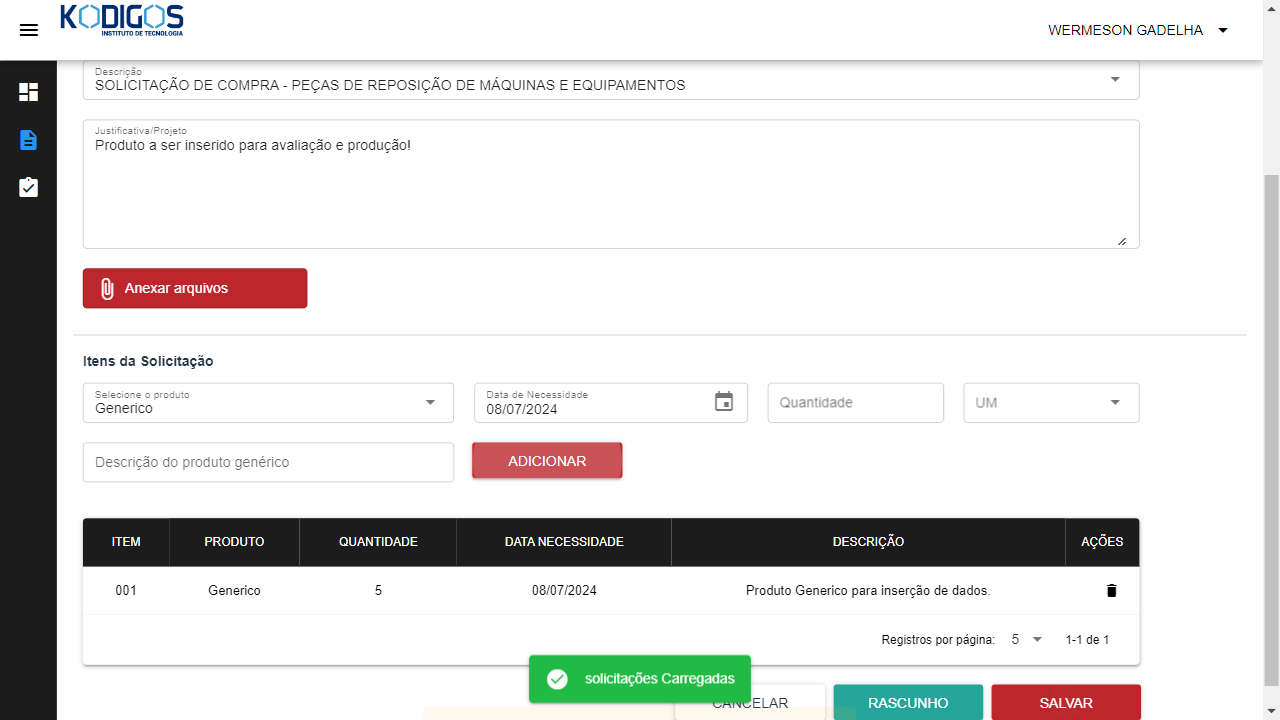 KODIGOS
INSTITUTO DE TECNOLOGIA
WERMESON GADELHA
Descrição
SOLICITAÇÃO DE COMPRA - PEÇAS DE REPOSIÇÃO DE MÁQUINAS E EQUIPAMENTOS
Justificativa/Projeto
Produto a ser inserido para avaliação e produção!
Anexar arquivos
Itens da Solicitação
Selecione o produto
Generico
Data de Necessidade
08/07/2024
Quantidade
UM
Descrição do produto genérico
ADICIONAR
ITEM PRODUTO QUANTIDADE DATA NECESSIDADE DESCRIÇÃO AÇÕES
001 Generico 5 08/07/2024 Produto Generico para inserção de dados.
Registros por página: 5 1-1 de 1
solicitações Carregadas
CANCELAR RASCUNHO SALVAR